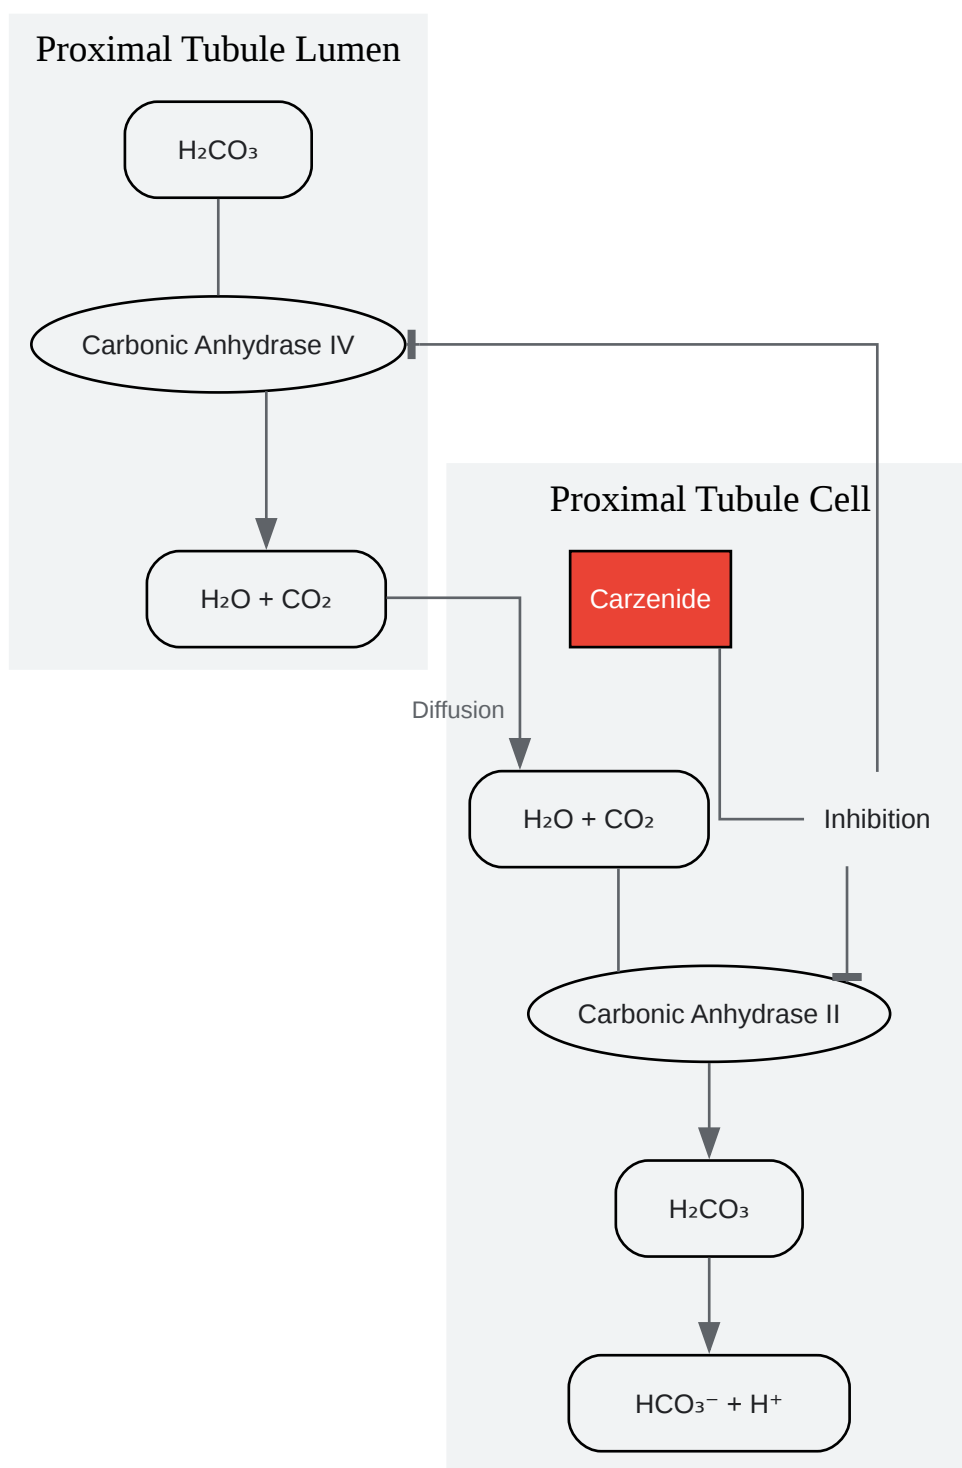 Proximal Tubule Lumen
H₂CO₃
Carbonic Anhydrase IV
Proximal Tubule Cell
Carzenide
H₂O + CO₂
Diffusion
H₂O + CO₂
Inhibition
Carbonic Anhydrase II
H₂CO₃
HCO₃⁻ + H⁺